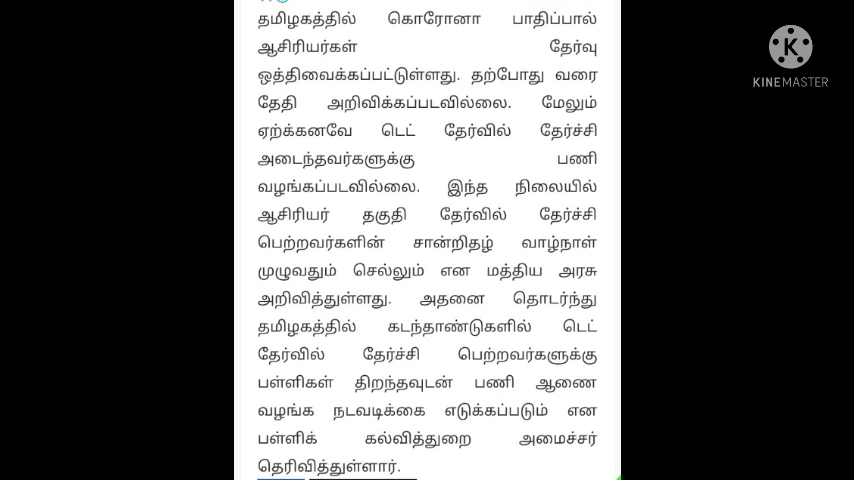 தமிழகத்தில் கொரோனா பாதிப்பால்
ஆசிரியர்கள் தேர்வு
ஒத்திவைக்கப்பட்டுள்ளது. தற்போது வரை
தேதி அறிவிக்கப்படவில்லை. மேலும்
ஏற்க்கனவே டெட் தேர்வில் தேர்ச்சி
அடைந்தவர்களுக்கு பணி
வழங்கப்படவில்லை. இந்த நிலையில்
ஆசிரியர் தகுதி தேர்வில் தேர்ச்சி
பெற்றவர்களின் சான்றிதழ் வாழ்நாள்
முழுவதும் செல்லும் என மத்திய அரசு
அறிவித்துள்ளது. அதனை தொடர்ந்து
தமிழகத்தில் கடந்தாண்டுகளில் டெட்
தேர்வில் தேர்ச்சி பெற்றவர்களுக்கு
பள்ளிகள் திறந்தவுடன் பணி ஆணை
வழங்க நடவடிக்கை எடுக்கப்படும் என
பள்ளிக் கல்வித்துறை அமைச்சர்
தெரிவித்துள்ளார்.
K
KINEMASTER